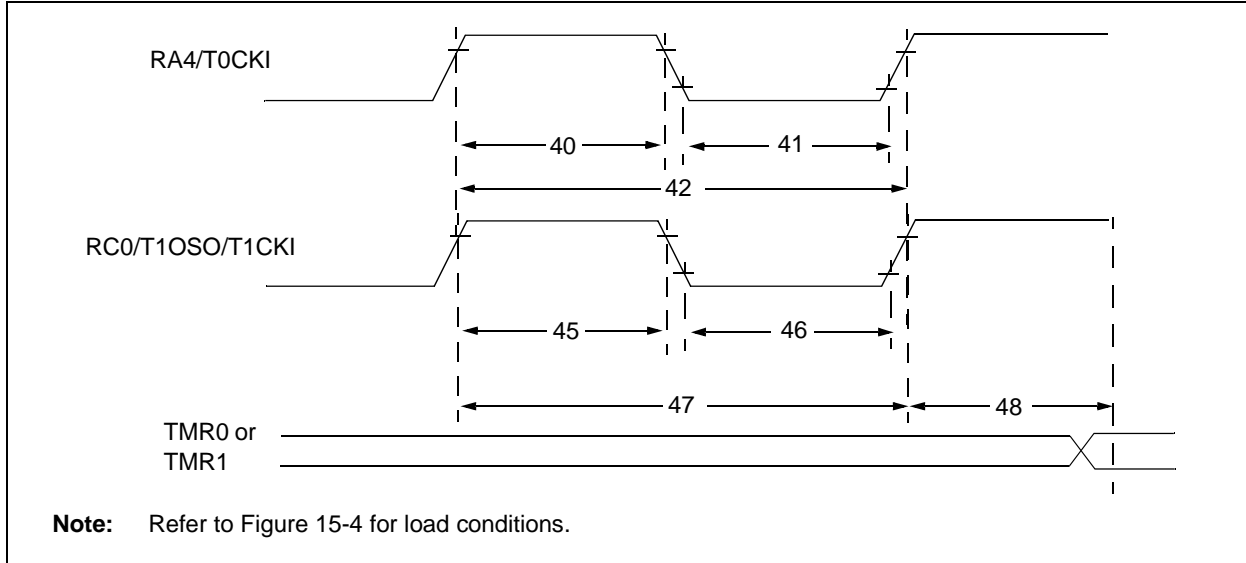 RA4/T0CKI
40
41
42
RC0/T1OSO/T1CKI
45
46
47
48
TMR0 or
TMR1
Note: Refer to Figure 15-4 for load conditions.